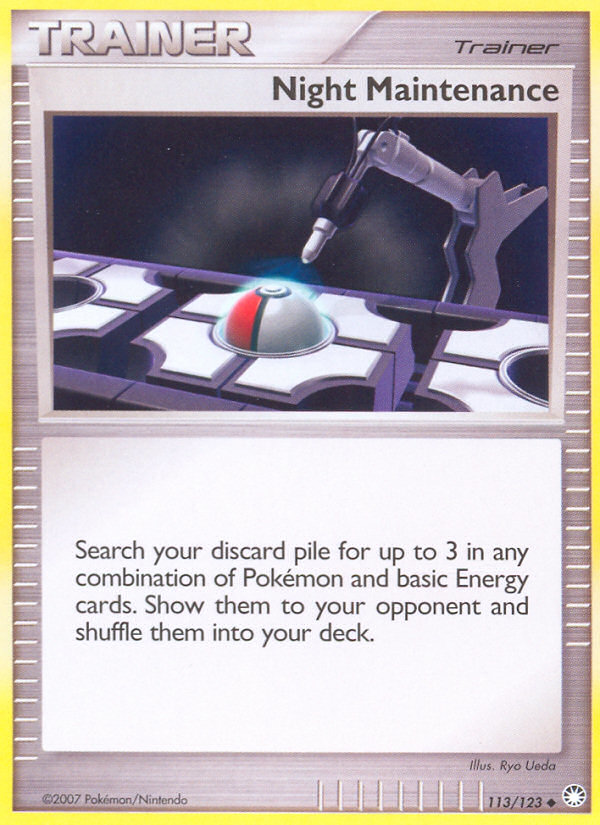 TRAINER
Trainer
Night Maintenance
Search your discard pile for up to 3 in any
combination of Pokémon and basic Energy
cards. Show them to your opponent and
shuffle them into your deck.
Illus. Ryo Ueda
©2007 Pokémon/Nintendo
113/123